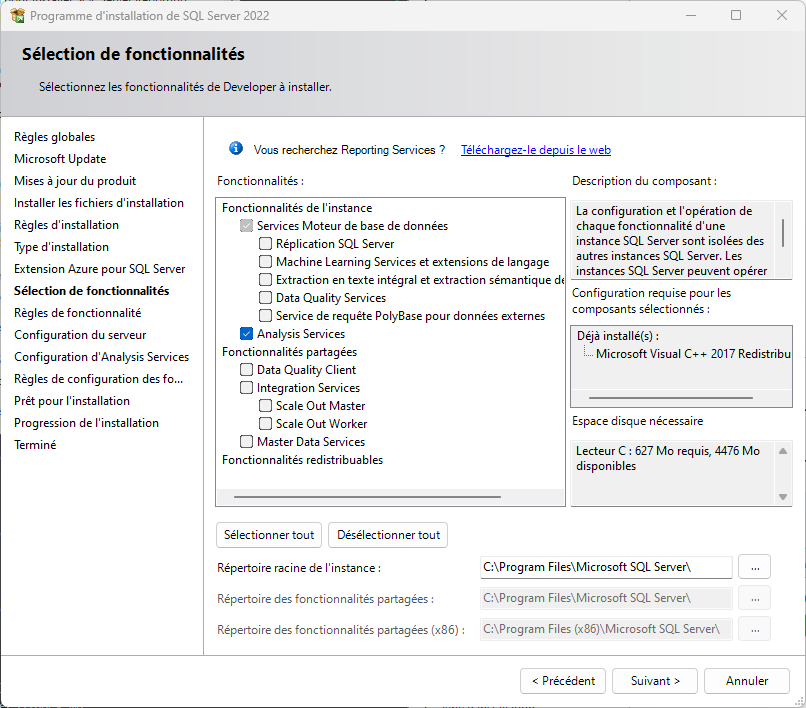 Programme d'installation de SQL Server 2022
Sélection de fonctionnalités
Sélectionnez les fonctionnalités de Developer à installer.
Règles globales
Microsoft Update
Mises à jour du produit
Installer les fichiers d'installation
Règles d'installation
Type d'installation
Extension Azure pour SQL Server
Sélection de fonctionnalités
Règles de fonctionnalité
Configuration du serveur
Configuration d'Analysis Services
Règles de configuration des fo...
Prêt pour l'installation
Progression de l'installation
Terminé
Vous recherchez Reporting Services ? Téléchargez-le depuis le web
Fonctionnalités :
Fonctionnalités de l'instance
Services Moteur de base de données
Réplication SQL Server
Machine Learning Services et extensions de langage
Extraction en texte intégral et extraction sémantique de
Data Quality Services
Service de requête PolyBase pour données externes
Analysis Services
Fonctionnalités partagées
Data Quality Client
Integration Services
Scale Out Master
Scale Out Worker
Master Data Services
Fonctionnalités redistribuables
Description du composant :
La configuration et l'opération de
chaque fonctionnalité d'une
instance SQL Server sont isolées des
autres instances SQL Server. Les
instances SQL Server peuvent opérer
Configuration requise pour les
composants sélectionnés :
Déjà installé(s) :
Microsoft Visual C++ 2017 Redistribu
Espace disque nécessaire
Lecteur C : 627 Mo requis, 4476 Mo
disponibles
Sélectionner tout
Désélectionner tout
Répertoire racine de l'instance :
C:\Program Files\Microsoft SQL Server\
...
Répertoire des fonctionnalités partagées :
C:\Program Files\Microsoft SQL Server\
...
Répertoire des fonctionnalités partagées (x86) :
C:\Program Files (x86)\Microsoft SQL Server\
...
< Précédent
Suivant >
Annuler